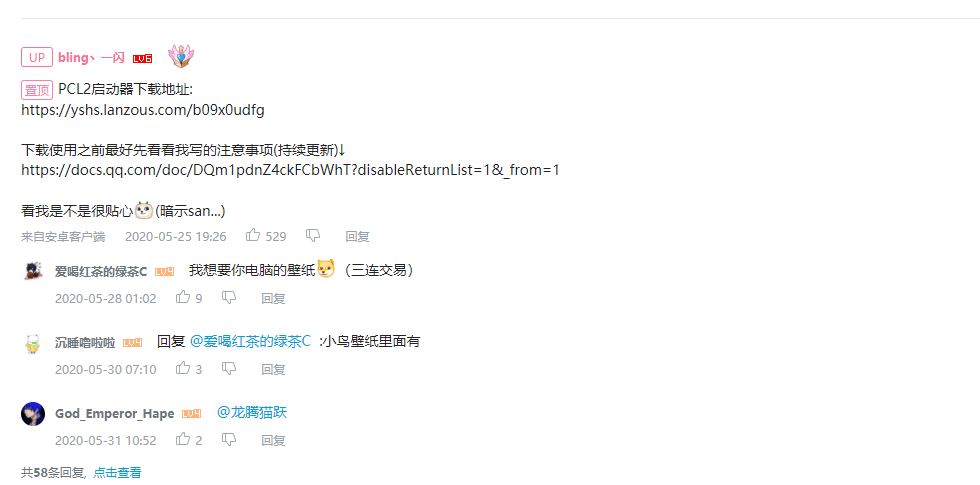 UP bling丶一闪 LV6
置顶 PCL2启动器下载地址:
https://yshs.lanzous.com/b09x0udfg
下载使用之前最好先看看我写的注意事项(持续更新)↓
https://docs.qq.com/doc/DQm1pdnZ4ckFCbWhT?disableReturnList=1&_from=1
看我是不是很贴心(暗示san...)
来自安卓客户端 2020-05-25 19:26 529 回复
爱喝红茶的绿茶C LV4 我想要你电脑的壁纸（三连交易）
2020-05-28 01:02 9 回复
沉睡噜啦啦 LV4 回复 @爱喝红茶的绿茶C :小鸟壁纸里面有
2020-05-30 07:10 3 回复
God_Emperor_Hape LV4 @龙腾猫跃
2020-05-31 10:52 2 回复
共58条回复, 点击查看